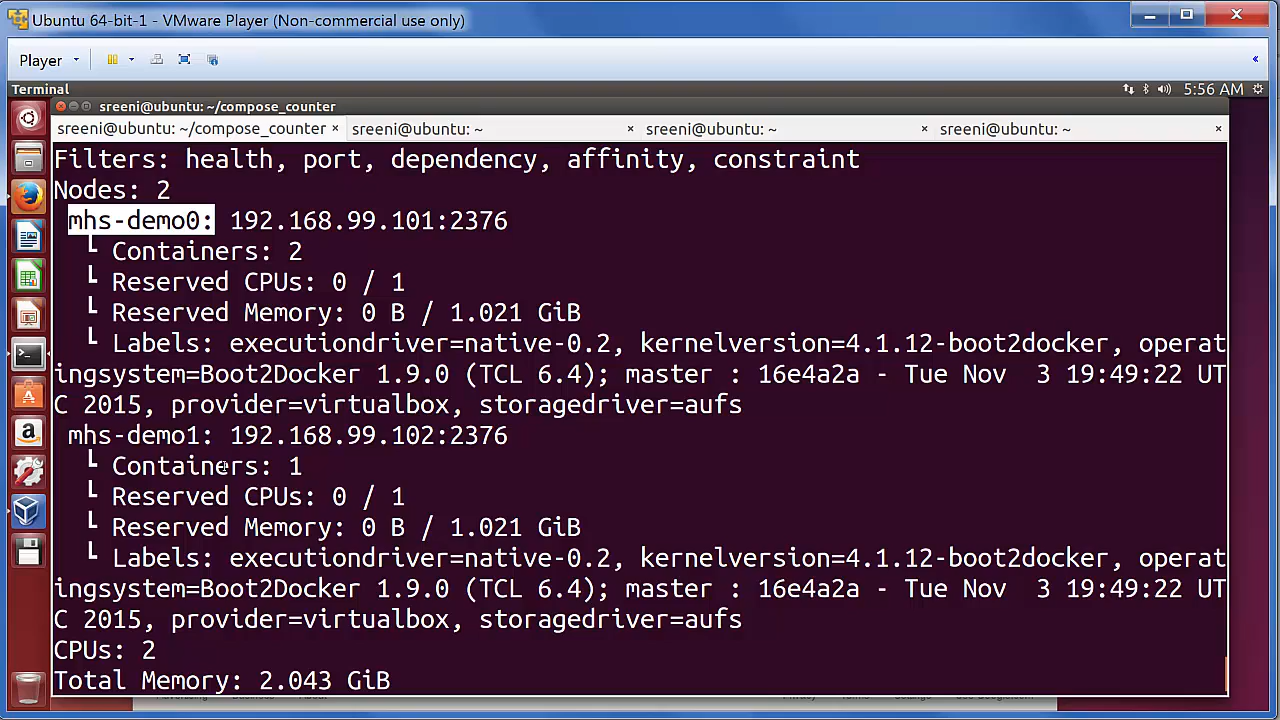 Ubuntu 64-bit-1 - VMware Player (Non-commercial use only)
Player
Terminal
5:56 AM
sreeni@ubuntu: ~/compose_counter
sreeni@ubuntu: ~/compose_counter × sreeni@ubuntu: ~ × sreeni@ubuntu: ~ × sreeni@ubuntu: ~ ×
Filters: health, port, dependency, affinity, constraint
Nodes: 2
mhs-demo0: 192.168.99.101:2376
└ Containers: 2
└ Reserved CPUs: 0 / 1
└ Reserved Memory: 0 B / 1.021 GiB
└ Labels: executiondriver=native-0.2, kernelversion=4.1.12-boot2docker, operat
ingsystem=Boot2Docker 1.9.0 (TCL 6.4); master : 16e4a2a - Tue Nov  3 19:49:22 UT
C 2015, provider=virtualbox, storagedriver=aufs
mhs-demo1: 192.168.99.102:2376
└ Containers: 1
└ Reserved CPUs: 0 / 1
└ Reserved Memory: 0 B / 1.021 GiB
└ Labels: executiondriver=native-0.2, kernelversion=4.1.12-boot2docker, operat
ingsystem=Boot2Docker 1.9.0 (TCL 6.4); master : 16e4a2a - Tue Nov  3 19:49:22 UT
C 2015, provider=virtualbox, storagedriver=aufs
CPUs: 2
Total Memory: 2.043 GiB